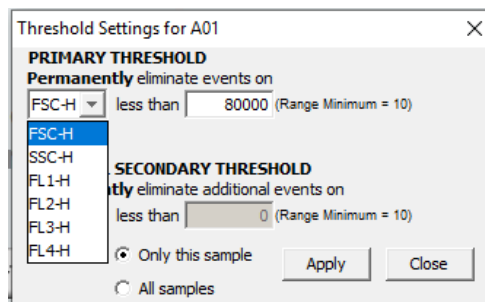 Threshold Settings for A01
PRIMARY THRESHOLD
Permanently eliminate events on
FSC-H less than 80000 (Range Minimum = 10)
FSC-H
SSC-H
FL1-H
FL2-H
FL3-H
FL4-H
SECONDARY THRESHOLD
tly eliminate additional events on
less than 0 (Range Minimum = 10)
Only this sample
All samples
Apply
Close